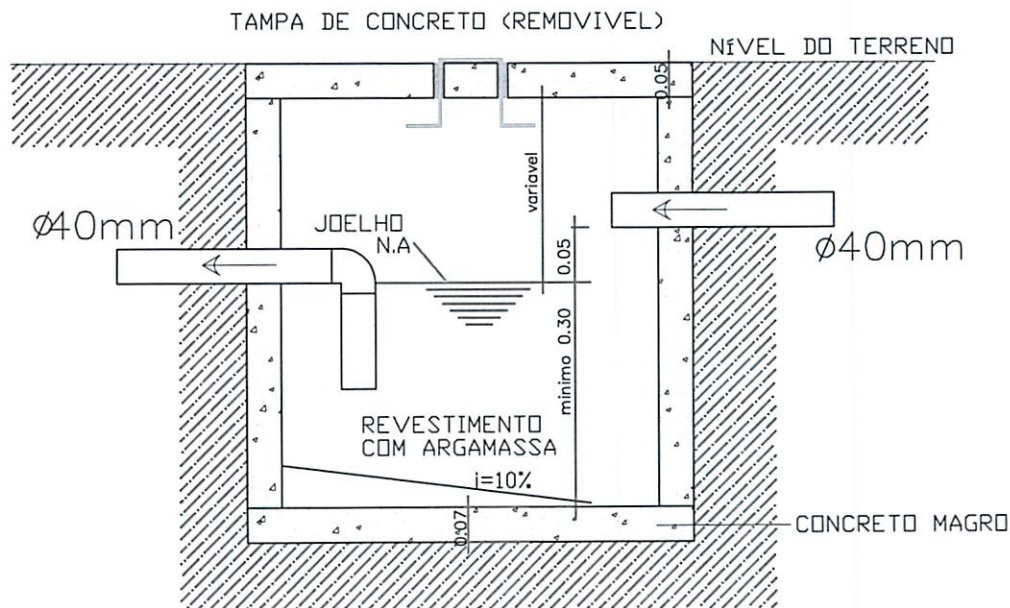 TAMPA DE CONCRETO (REMOVIVEL)
NÍVEL DO TERRENO
0.05
variavel
Ø40mm
JOELHO
N.A
0.05
Ø40mm
minimo 0.30
REVESTIMENTO
COM ARGAMASSA
i=10%
0.07
CONCRETO MAGRO